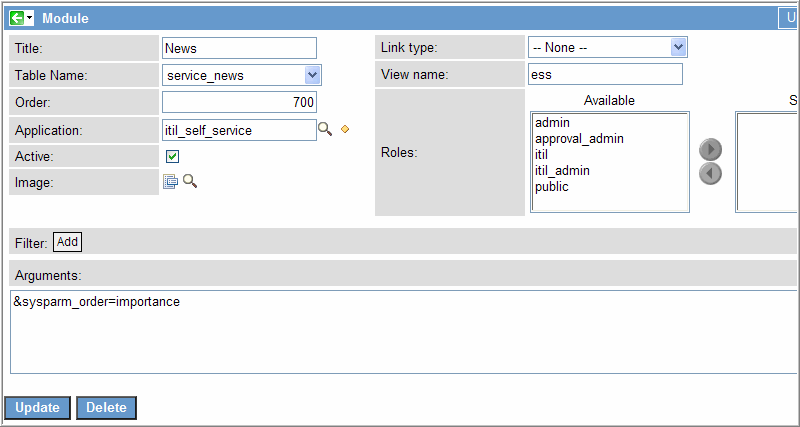 Module
U
Title: News
Link type: -- None --
Table Name: service_news
View name: ess
Order: 700
Available
S
Application: itil_self_service
Roles:
admin
approval_admin
itil
itil_admin
public
Active:
Image:
Filter: Add
Arguments:
&sysparm_order=importance
Update Delete